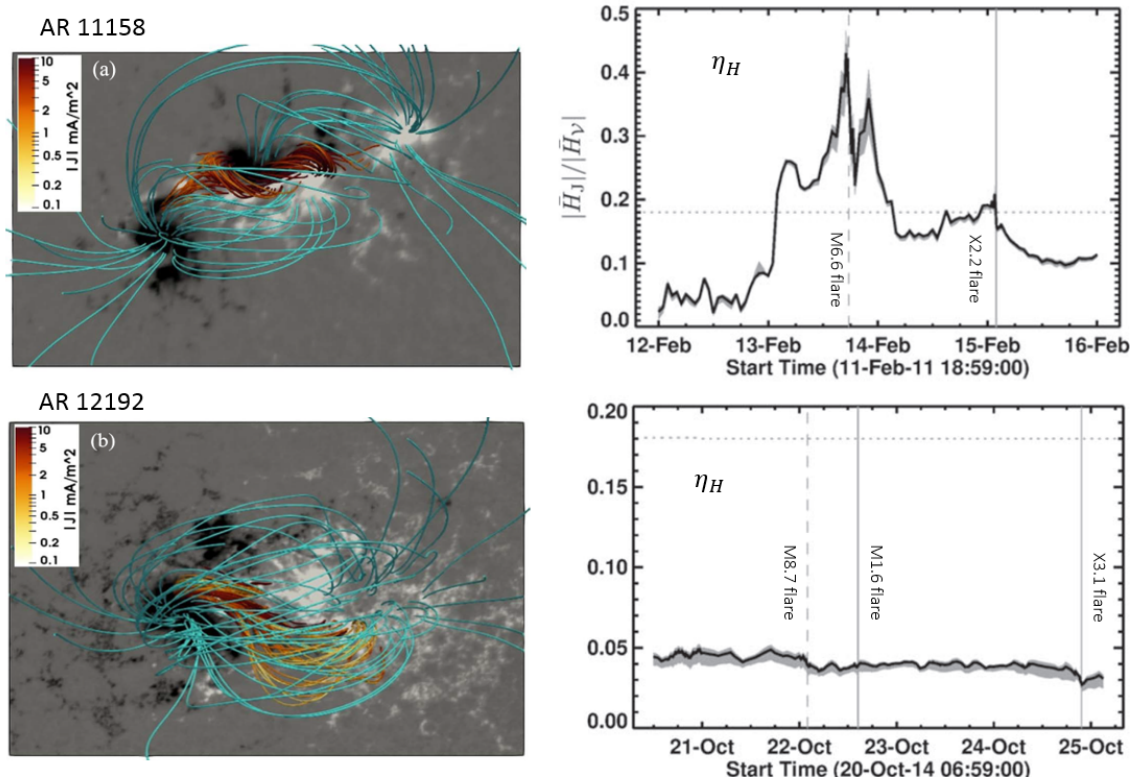 AR 11158
(a)
10
5
2
1
0.5
0.2
0.1
|J| mA/m^2
η_H
|H̄_J|/|H̄_𝒱|
0.5
0.4
0.3
0.2
0.1
0.0
M6.6 flare
X2.2 flare
12-Feb 13-Feb 14-Feb 15-Feb 16-Feb
Start Time (11-Feb-11 18:59:00)
AR 12192
(b)
10
5
2
1
0.5
0.2
0.1
|J| mA/m^2
0.20
0.15
0.10
0.05
0.00
η_H
M8.7 flare
M1.6 flare
X3.1 flare
21-Oct 22-Oct 23-Oct 24-Oct 25-Oct
Start Time (20-Oct-14 06:59:00)